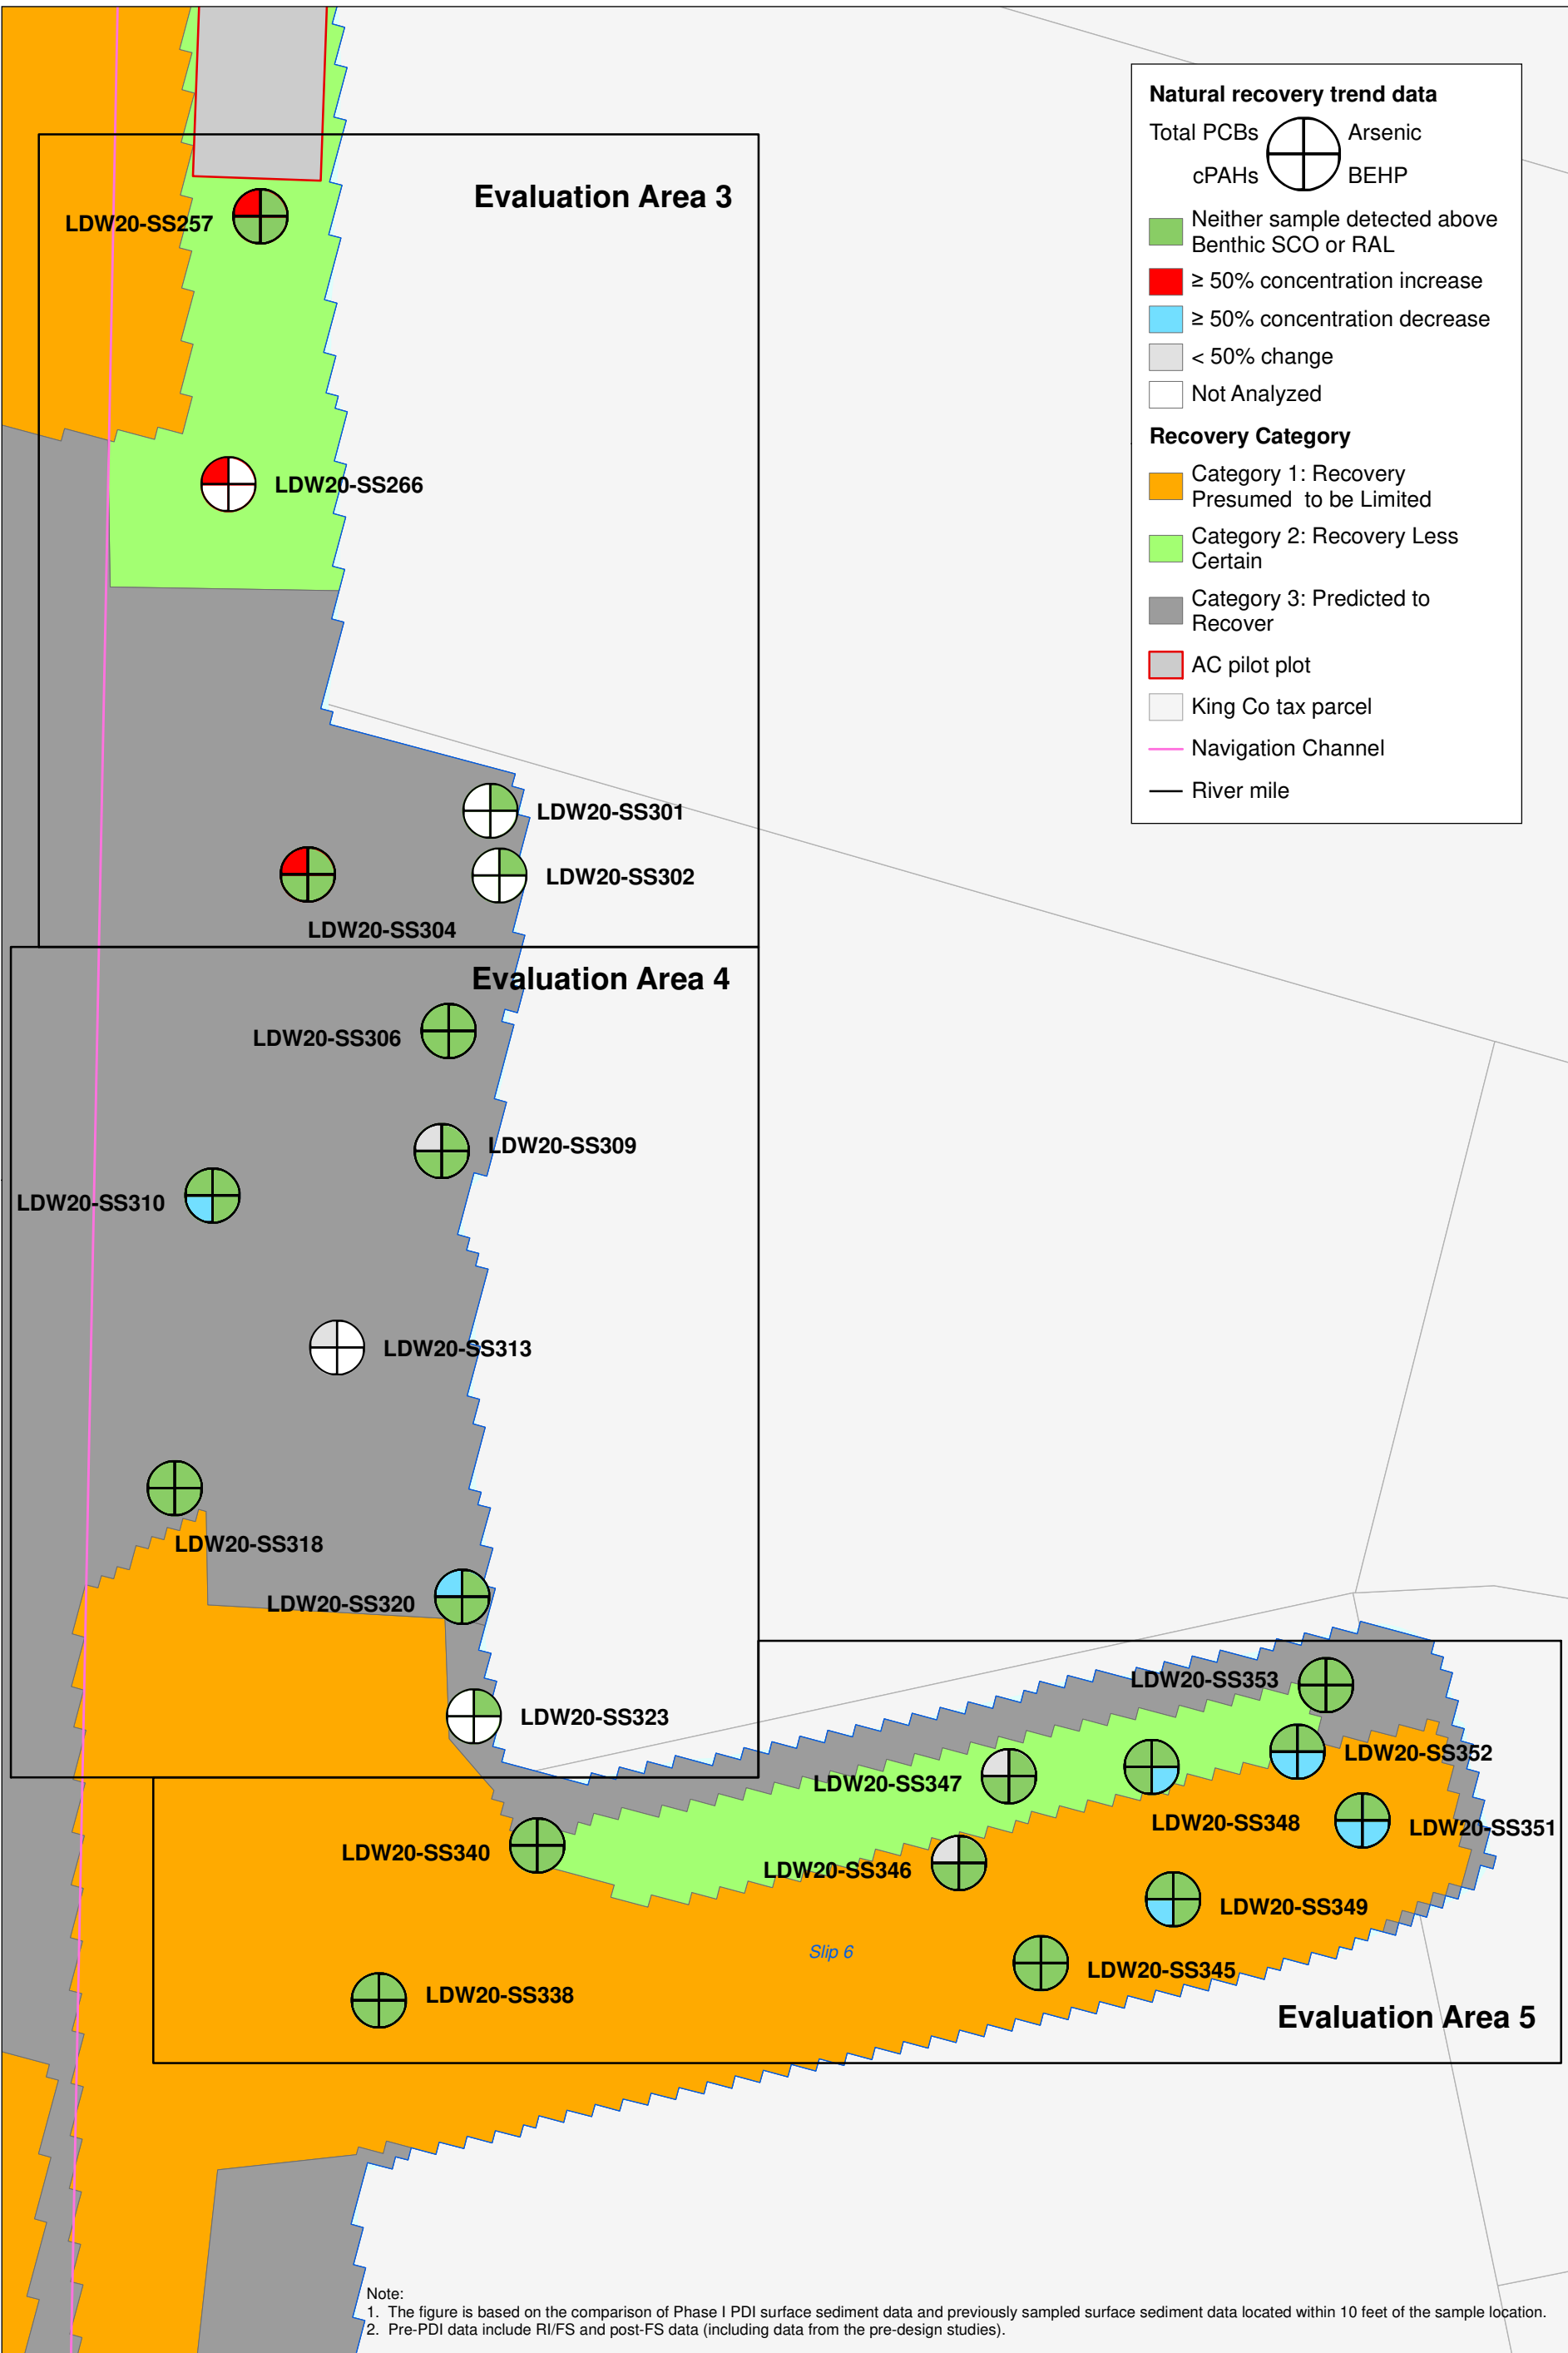 Natural recovery trend data
Total PCBs
Arsenic
cPAHs
BEHP
Neither sample detected above
Benthic SCO or RAL
≥ 50% concentration increase
≥ 50% concentration decrease
< 50% change
Not Analyzed
Recovery Category
Category 1: Recovery
Presumed  to be Limited
Category 2: Recovery Less
Certain
Category 3: Predicted to
Recover
AC pilot plot
King Co tax parcel
Navigation Channel
River mile
Evaluation Area 3
LDW20-SS257
LDW20-SS266
LDW20-SS301
LDW20-SS302
LDW20-SS304
Evaluation Area 4
LDW20-SS306
LDW20-SS309
LDW20-SS310
LDW20-SS313
LDW20-SS318
LDW20-SS320
LDW20-SS323
LDW20-SS353
LDW20-SS352
LDW20-SS347
LDW20-SS348
LDW20-SS351
LDW20-SS340
LDW20-SS346
LDW20-SS349
Slip 6
LDW20-SS345
LDW20-SS338
Evaluation Area 5
Note:
1. The figure is based on the comparison of Phase I PDI surface sediment data and previously sampled surface sediment data located within 10 feet of the sample location.
2. Pre-PDI data include RI/FS and post-FS data (including data from the pre-design studies).